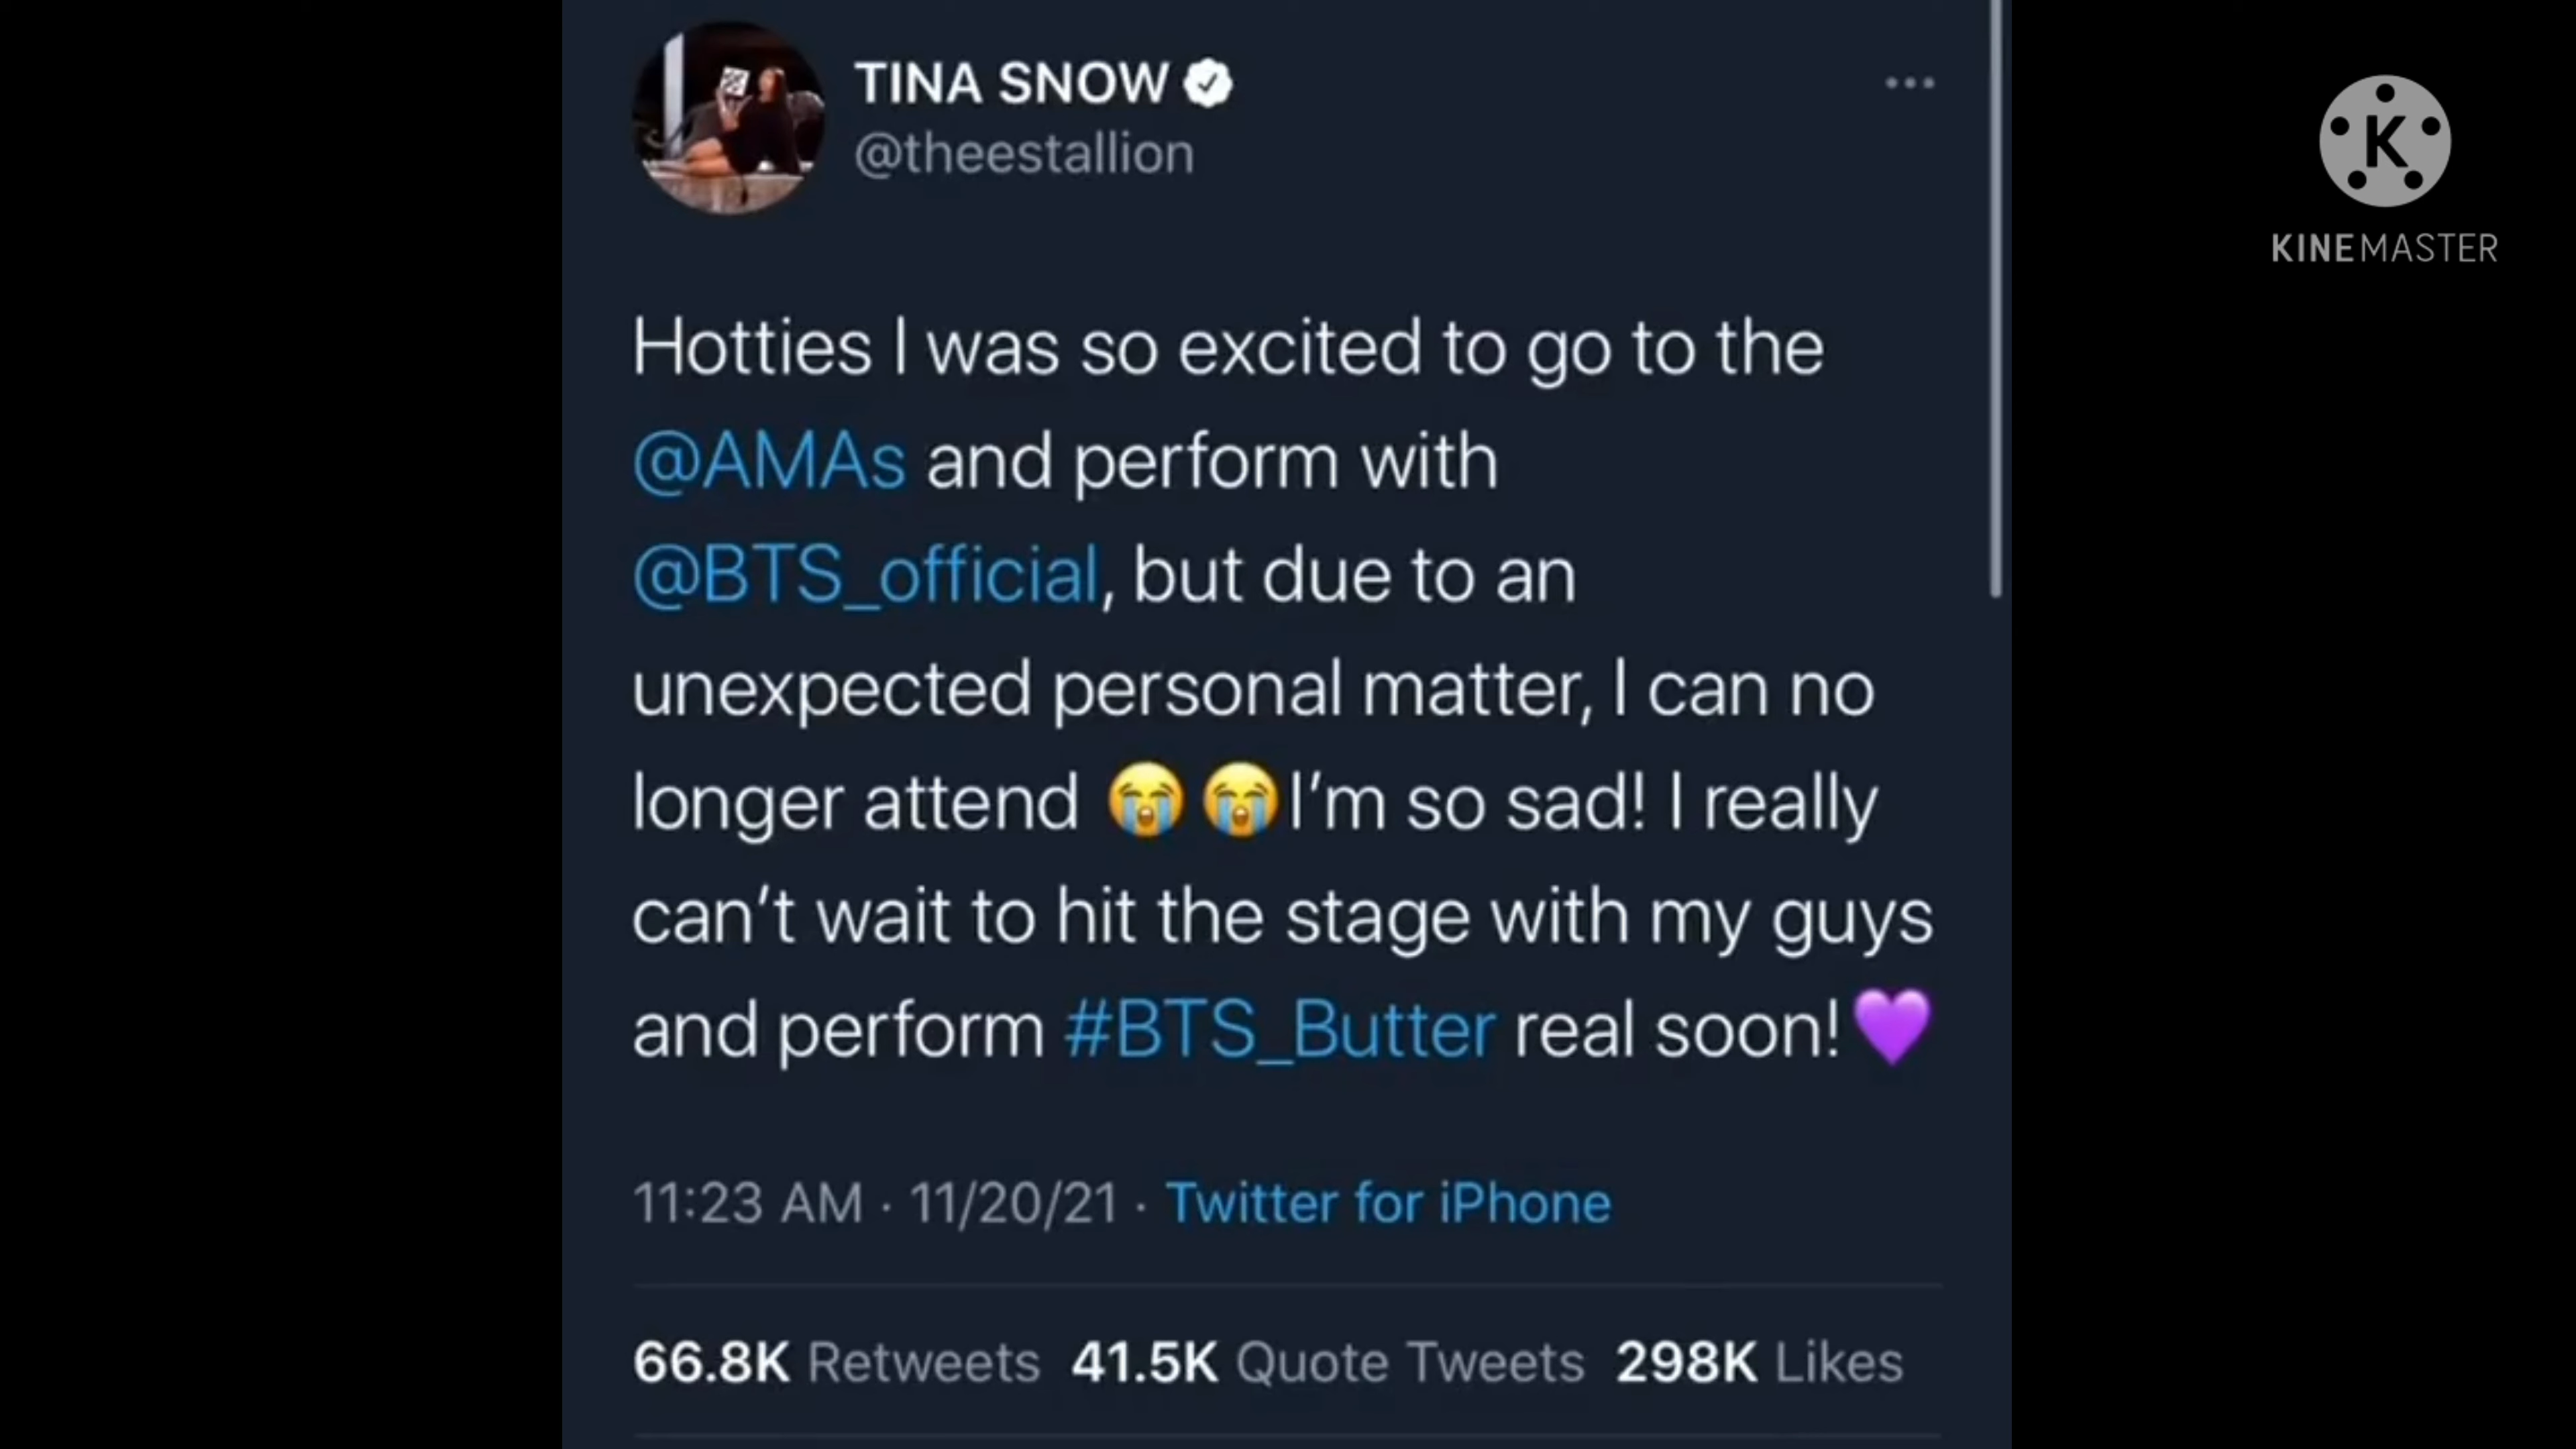 TINA SNOW
@theestallion
Hotties I was so excited to go to the
@AMAs and perform with
@BTS_official, but due to an
unexpected personal matter, I can no
longer attend 😭😭I’m so sad! I really
can’t wait to hit the stage with my guys
and perform #BTS_Butter real soon!💜
11:23 AM · 11/20/21 · Twitter for iPhone
66.8K Retweets 41.5K Quote Tweets 298K Likes
K
KINEMASTER